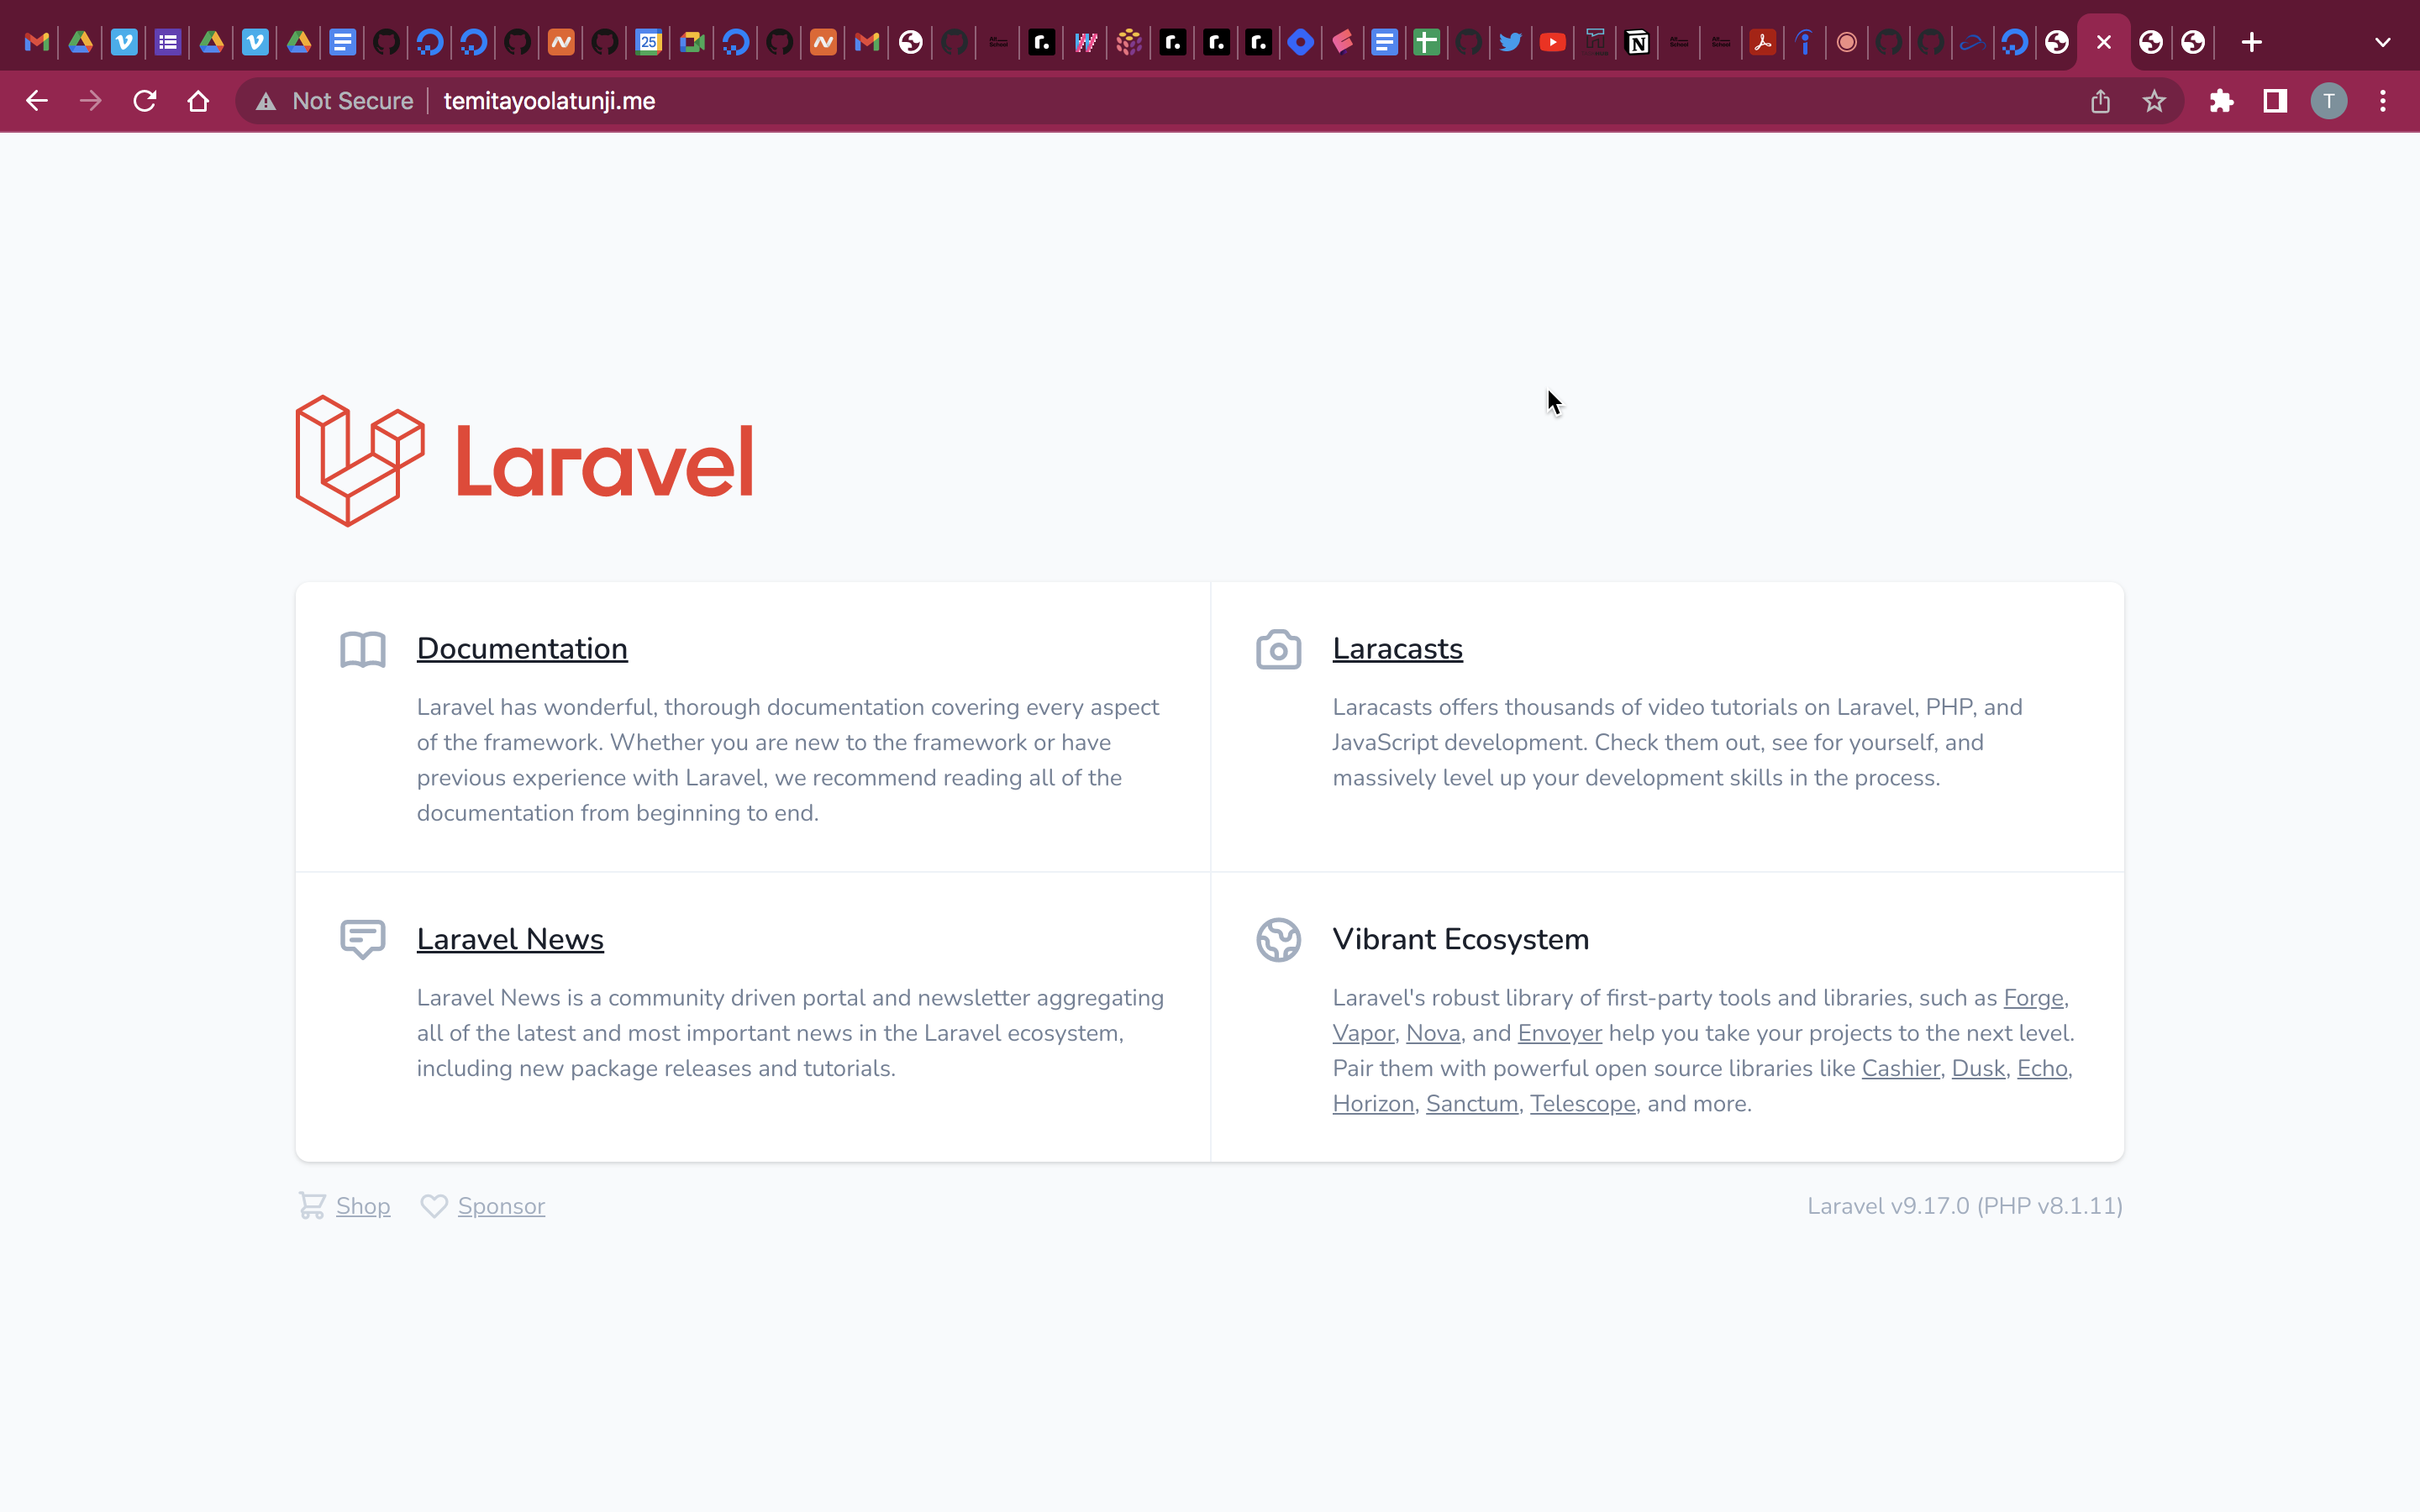 25
Not Secure
temitayoolatunji.me
T
Laravel
Documentation
Laravel has wonderful, thorough documentation covering every aspect
of the framework. Whether you are new to the framework or have
previous experience with Laravel, we recommend reading all of the
documentation from beginning to end.
Laracasts
Laracasts offers thousands of video tutorials on Laravel, PHP, and
JavaScript development. Check them out, see for yourself, and
massively level up your development skills in the process.
Laravel News
Laravel News is a community driven portal and newsletter aggregating
all of the latest and most important news in the Laravel ecosystem,
including new package releases and tutorials.
Vibrant Ecosystem
Laravel's robust library of first-party tools and libraries, such as Forge,
Vapor, Nova, and Envoyer help you take your projects to the next level.
Pair them with powerful open source libraries like Cashier, Dusk, Echo,
Horizon, Sanctum, Telescope, and more.
Shop
Sponsor
Laravel v9.17.0 (PHP v8.1.11)